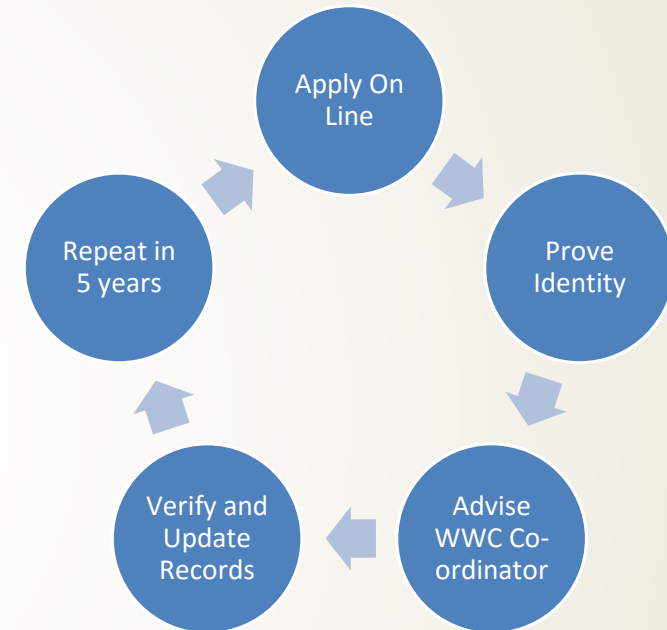 Apply On
Line
Prove
Identity
Advise
WWC Co-
ordinator
Verify and
Update
Records
Repeat in
5 years